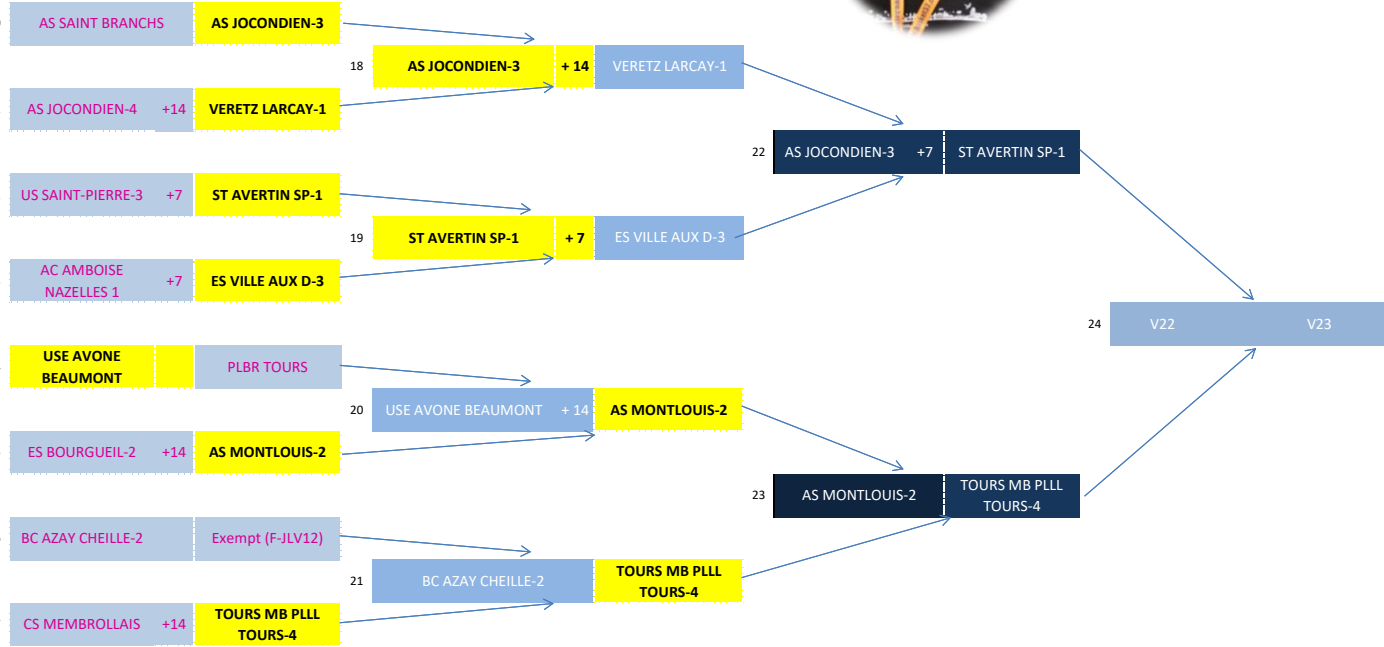 AS SAINT BRANCHS AS JOCONDIEN-3
18 AS JOCONDIEN-3 + 14 VERETZ LARCAY-1
AS JOCONDIEN-4 +14 VERETZ LARCAY-1
22 AS JOCONDIEN-3 +7 ST AVERTIN SP-1
US SAINT-PIERRE-3 +7 ST AVERTIN SP-1
19 ST AVERTIN SP-1 + 7 ES VILLE AUX D-3
AC AMBOISE
NAZELLES 1 +7 ES VILLE AUX D-3
24 V22 V23
USE AVONE
BEAUMONT PLBR TOURS
20 USE AVONE BEAUMONT + 14 AS MONTLOUIS-2
ES BOURGUEIL-2 +14 AS MONTLOUIS-2
23 AS MONTLOUIS-2 TOURS MB PLLL
TOURS-4
BC AZAY CHEILLE-2 Exempt (F-JLV12)
21 BC AZAY CHEILLE-2 TOURS MB PLLL
TOURS-4
CS MEMBROLLAIS +14 TOURS MB PLLL
TOURS-4